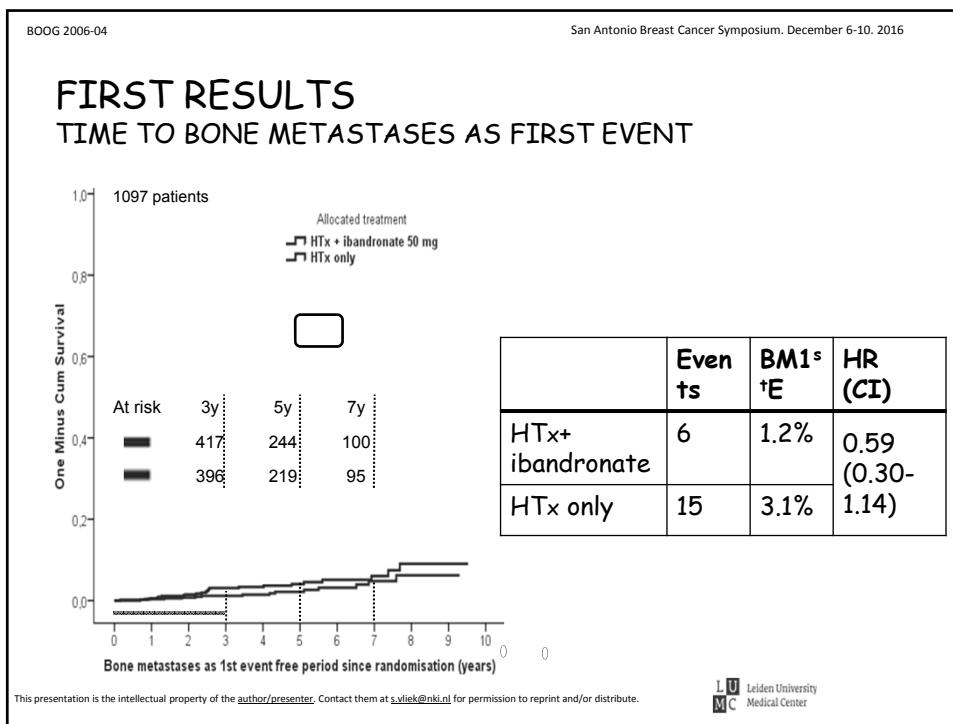 BOOG 2006-04
San Antonio Breast Cancer Symposium. December 6-10. 2016
FIRST RESULTS
TIME TO BONE METASTASES AS FIRST EVENT
1097 patients
Allocated treatment
HTx + ibandronate 50 mg
HTx only
One Minus Cum Survival
1,0
0,8
0,6
0,4
0,2
0,0
At risk 3y 5y 7y
417 244 100
396 219 95
0 1 2 3 4 5 6 7 8 9 10
Bone metastases as 1st event free period since randomisation (years)
0 0
Even BM1s HR
ts tE (CI)
HTx+ 6 1.2% 0.59
ibandronate (0.30-
HTx only 15 3.1% 1.14)
This presentation is the intellectual property of the author/presenter. Contact them at s.vliek@nki.nl for permission to reprint and/or distribute.
LU Leiden University
MC Medical Center